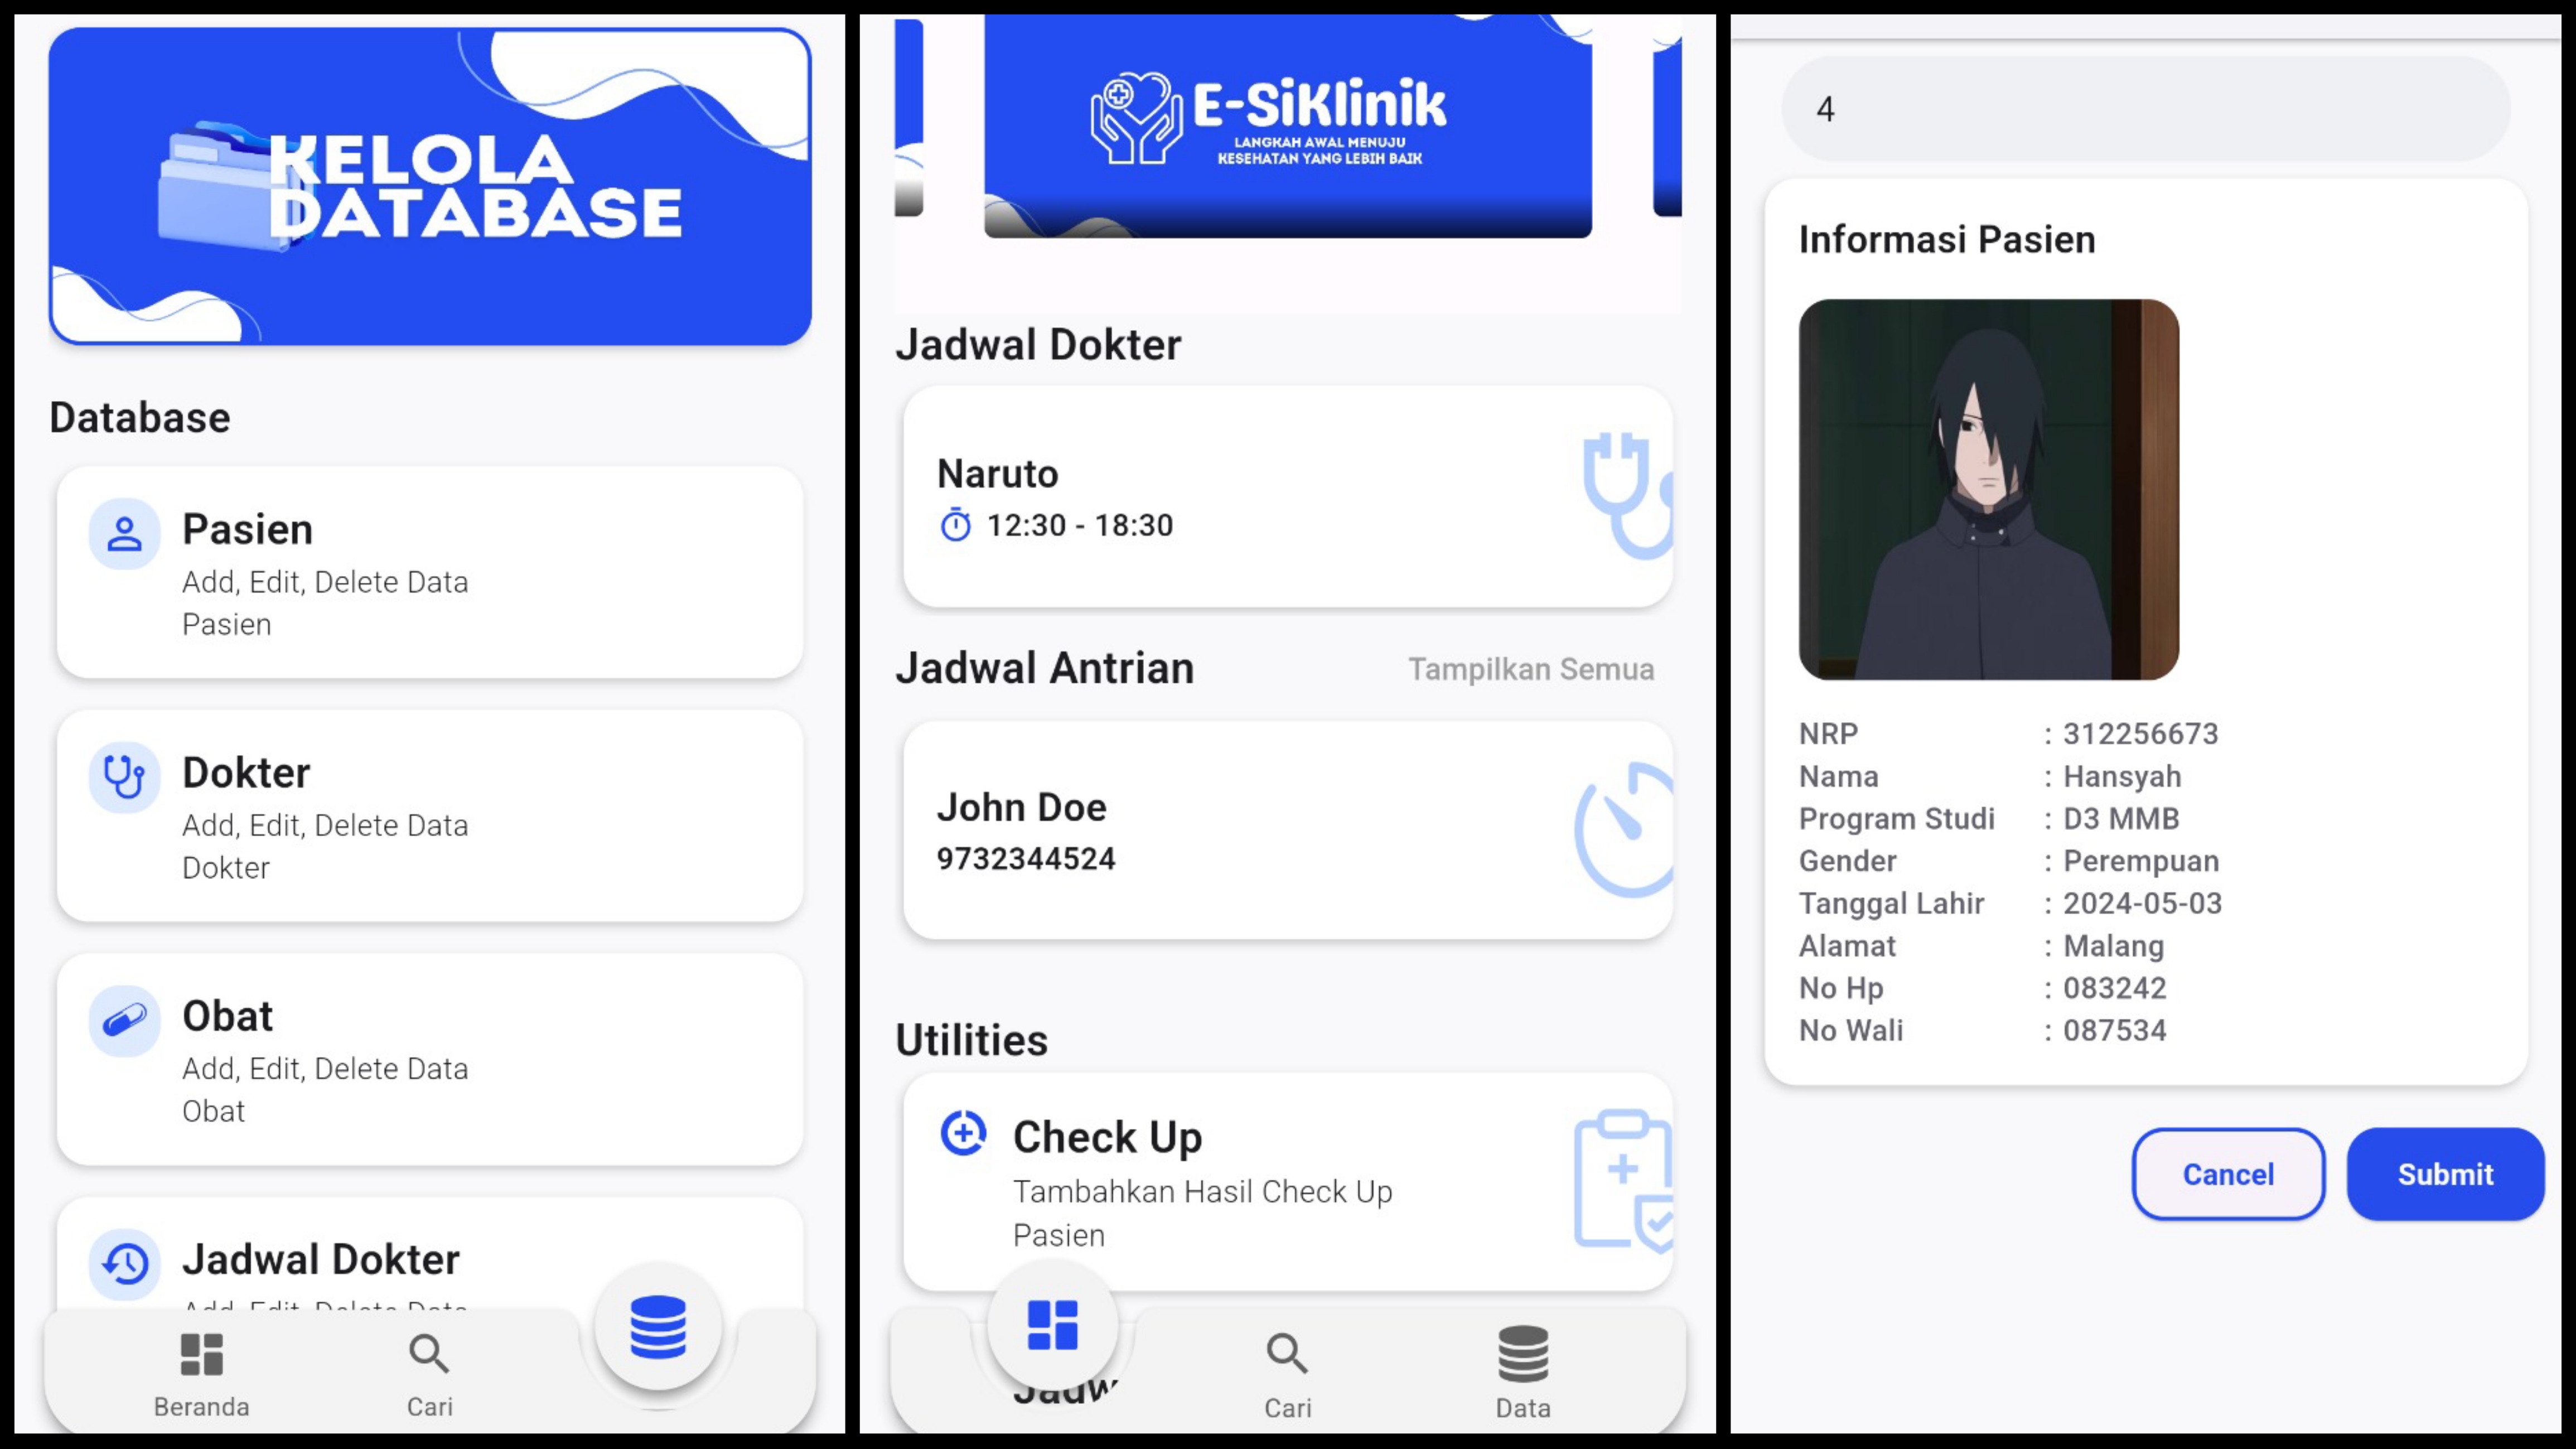 KELOLA
DATABASE
Database
Pasien
Add, Edit, Delete Data
Pasien
Dokter
Add, Edit, Delete Data
Dokter
Obat
Add, Edit, Delete Data
Obat
Jadwal Dokter
Add, Edit, Delete Data
Beranda
Cari
E-SiKlinik
LANGKAH AWAL MENUJU
KESEHATAN YANG LEBIH BAIK
Jadwal Dokter
Naruto
12:30 - 18:30
Jadwal Antrian
Tampilkan Semua
John Doe
9732344524
Utilities
Check Up
Tambahkan Hasil Check Up
Pasien
Cari
Data
4
Informasi Pasien
NRP : 312256673
Nama : Hansyah
Program Studi : D3 MMB
Gender : Perempuan
Tanggal Lahir : 2024-05-03
Alamat : Malang
No Hp : 083242
No Wali : 087534
Cancel
Submit